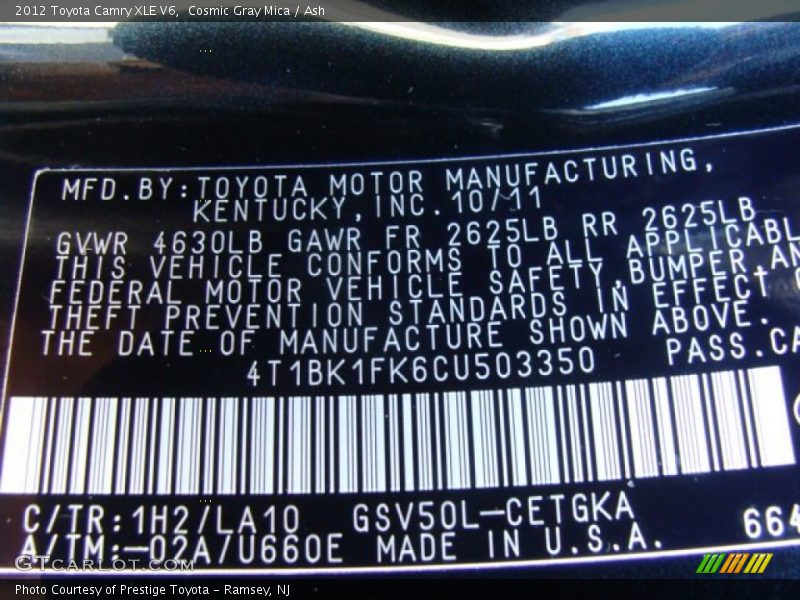 2012 Toyota Camry XLE V6, Cosmic Gray Mica / Ash
MFD.BY:TOYOTA MOTOR MANUFACTURING,
KENTUCKY,INC.10/11
GVWR 4630LB GAWR FR 2625LB RR 2625LB
THIS VEHICLE CONFORMS TO ALL APPLICABL
FEDERAL MOTOR VEHICLE SAFETY,BUMPER AN
THEFT PREVENTION STANDARDS IN EFFECT O
THE DATE OF MANUFACTURE SHOWN ABOVE.
4T1BK1FK6CU503350 PASS.CA
C/TR:1H2/LA10 GSV50L-CETGKA
A/TM:-02A/U660E MADE IN U.S.A. 664
GTcarlot.com
Photo Courtesy of Prestige Toyota - Ramsey, NJ